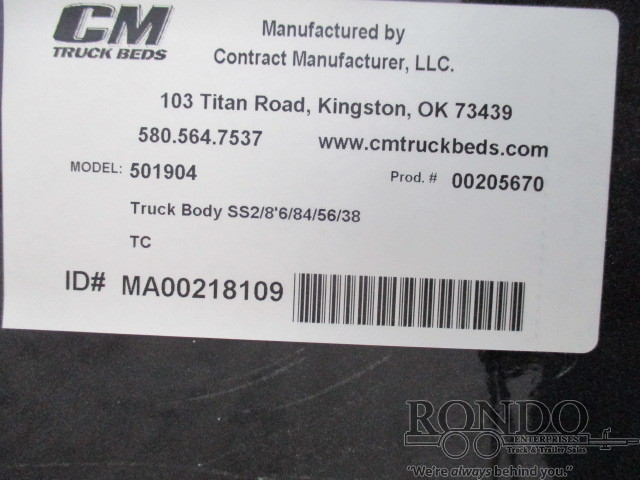 CM
TRUCK BEDS
Manufactured by
Contract Manufacturer, LLC.
103 Titan Road, Kingston, OK 73439
580.564.7537 www.cmtruckbeds.com
MODEL: 501904 Prod. # 00205670
Truck Body SS2/8'6/84/56/38
TC
ID# MA00218109
RONDO
ENTERPRISES
Truck & Trailer Sales
"We're always behind you."